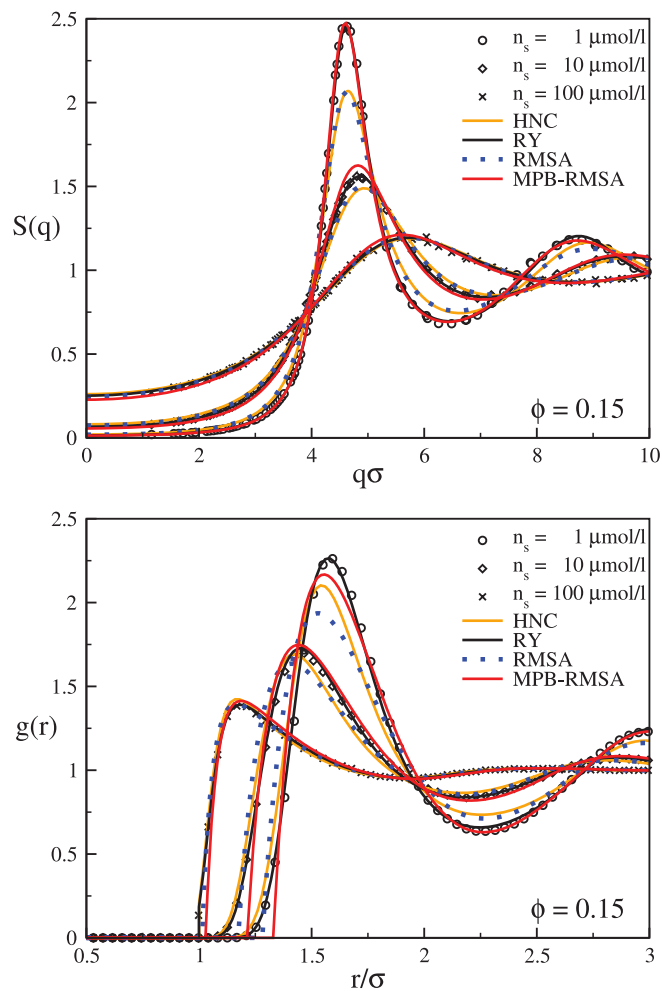 2.5
2
1.5
1
0.5
0
S(q)
n_s = 1 μmol/l
n_s = 10 μmol/l
n_s = 100 μmol/l
HNC
RY
RMSA
MPB-RMSA
ϕ = 0.15
0 2 4 6 8 10
qσ
2.5
2
1.5
1
0.5
0
g(r)
n_s = 1 μmol/l
n_s = 10 μmol/l
n_s = 100 μmol/l
HNC
RY
RMSA
MPB-RMSA
ϕ = 0.15
0.5 1 1.5 2 2.5 3
r/σ